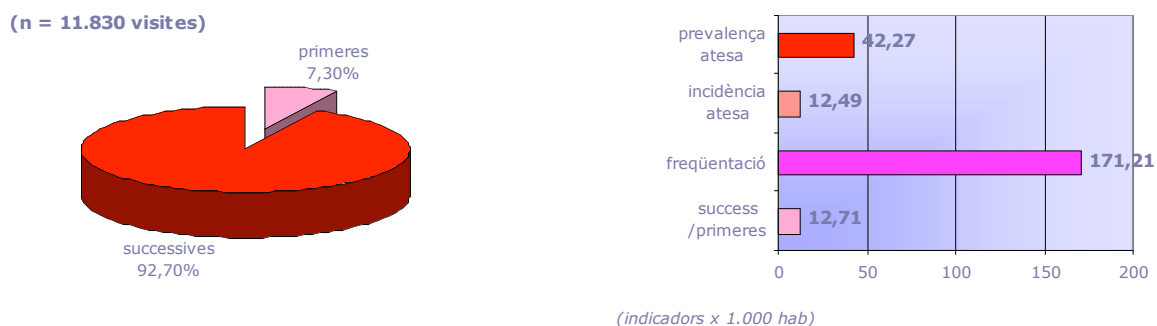 (n = 11.830 visites)
primeres
7,30%
successives
92,70%
prevalença
atesa
42,27
incidència
atesa
12,49
freqüentació
171,21
success
/primeres
12,71
0 50 100 150 200
(indicadors x 1.000 hab)